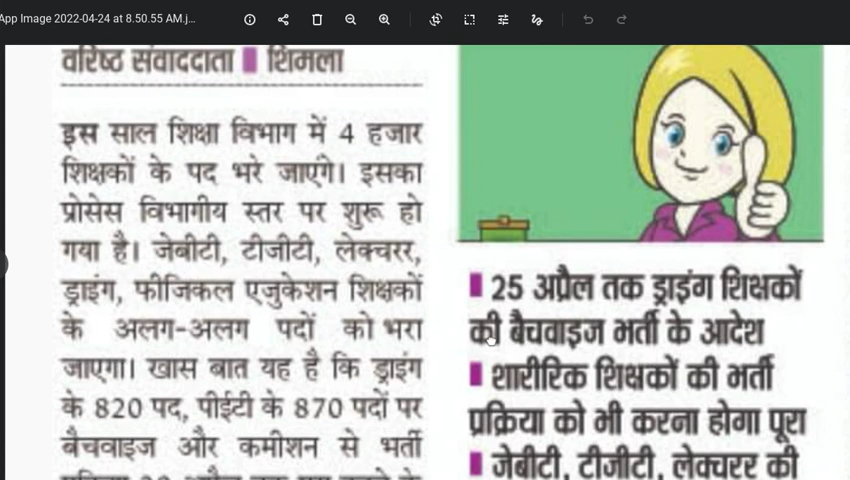 App Image 2022-04-24 at 8.50.55 AM.j...
वरिष्ठ संवाददाता ▮ शिमला
इस साल शिक्षा विभाग में 4 हजार
शिक्षकों के पद भरे जाएंगे। इसका
प्रोसेस विभागीय स्तर पर शुरू हो
गया है। जेबीटी, टीजीटी, लेक्चरर,
ड्राइंग, फीजिकल एजुकेशन शिक्षकों
के अलग-अलग पदों को भरा
जाएगा। खास बात यह है कि ड्राइंग
के 820 पद, पीईटी के 870 पदों पर
बैचवाइज और कमीशन से भर्ती
▮ 25 अप्रैल तक ड्राइंग शिक्षकों
की बैचवाइज भर्ती के आदेश
▮ शारीरिक शिक्षकों की भर्ती
प्रक्रिया को भी करना होगा पूरा
▮ जेबीटी, टीजीटी, लेक्चरर की